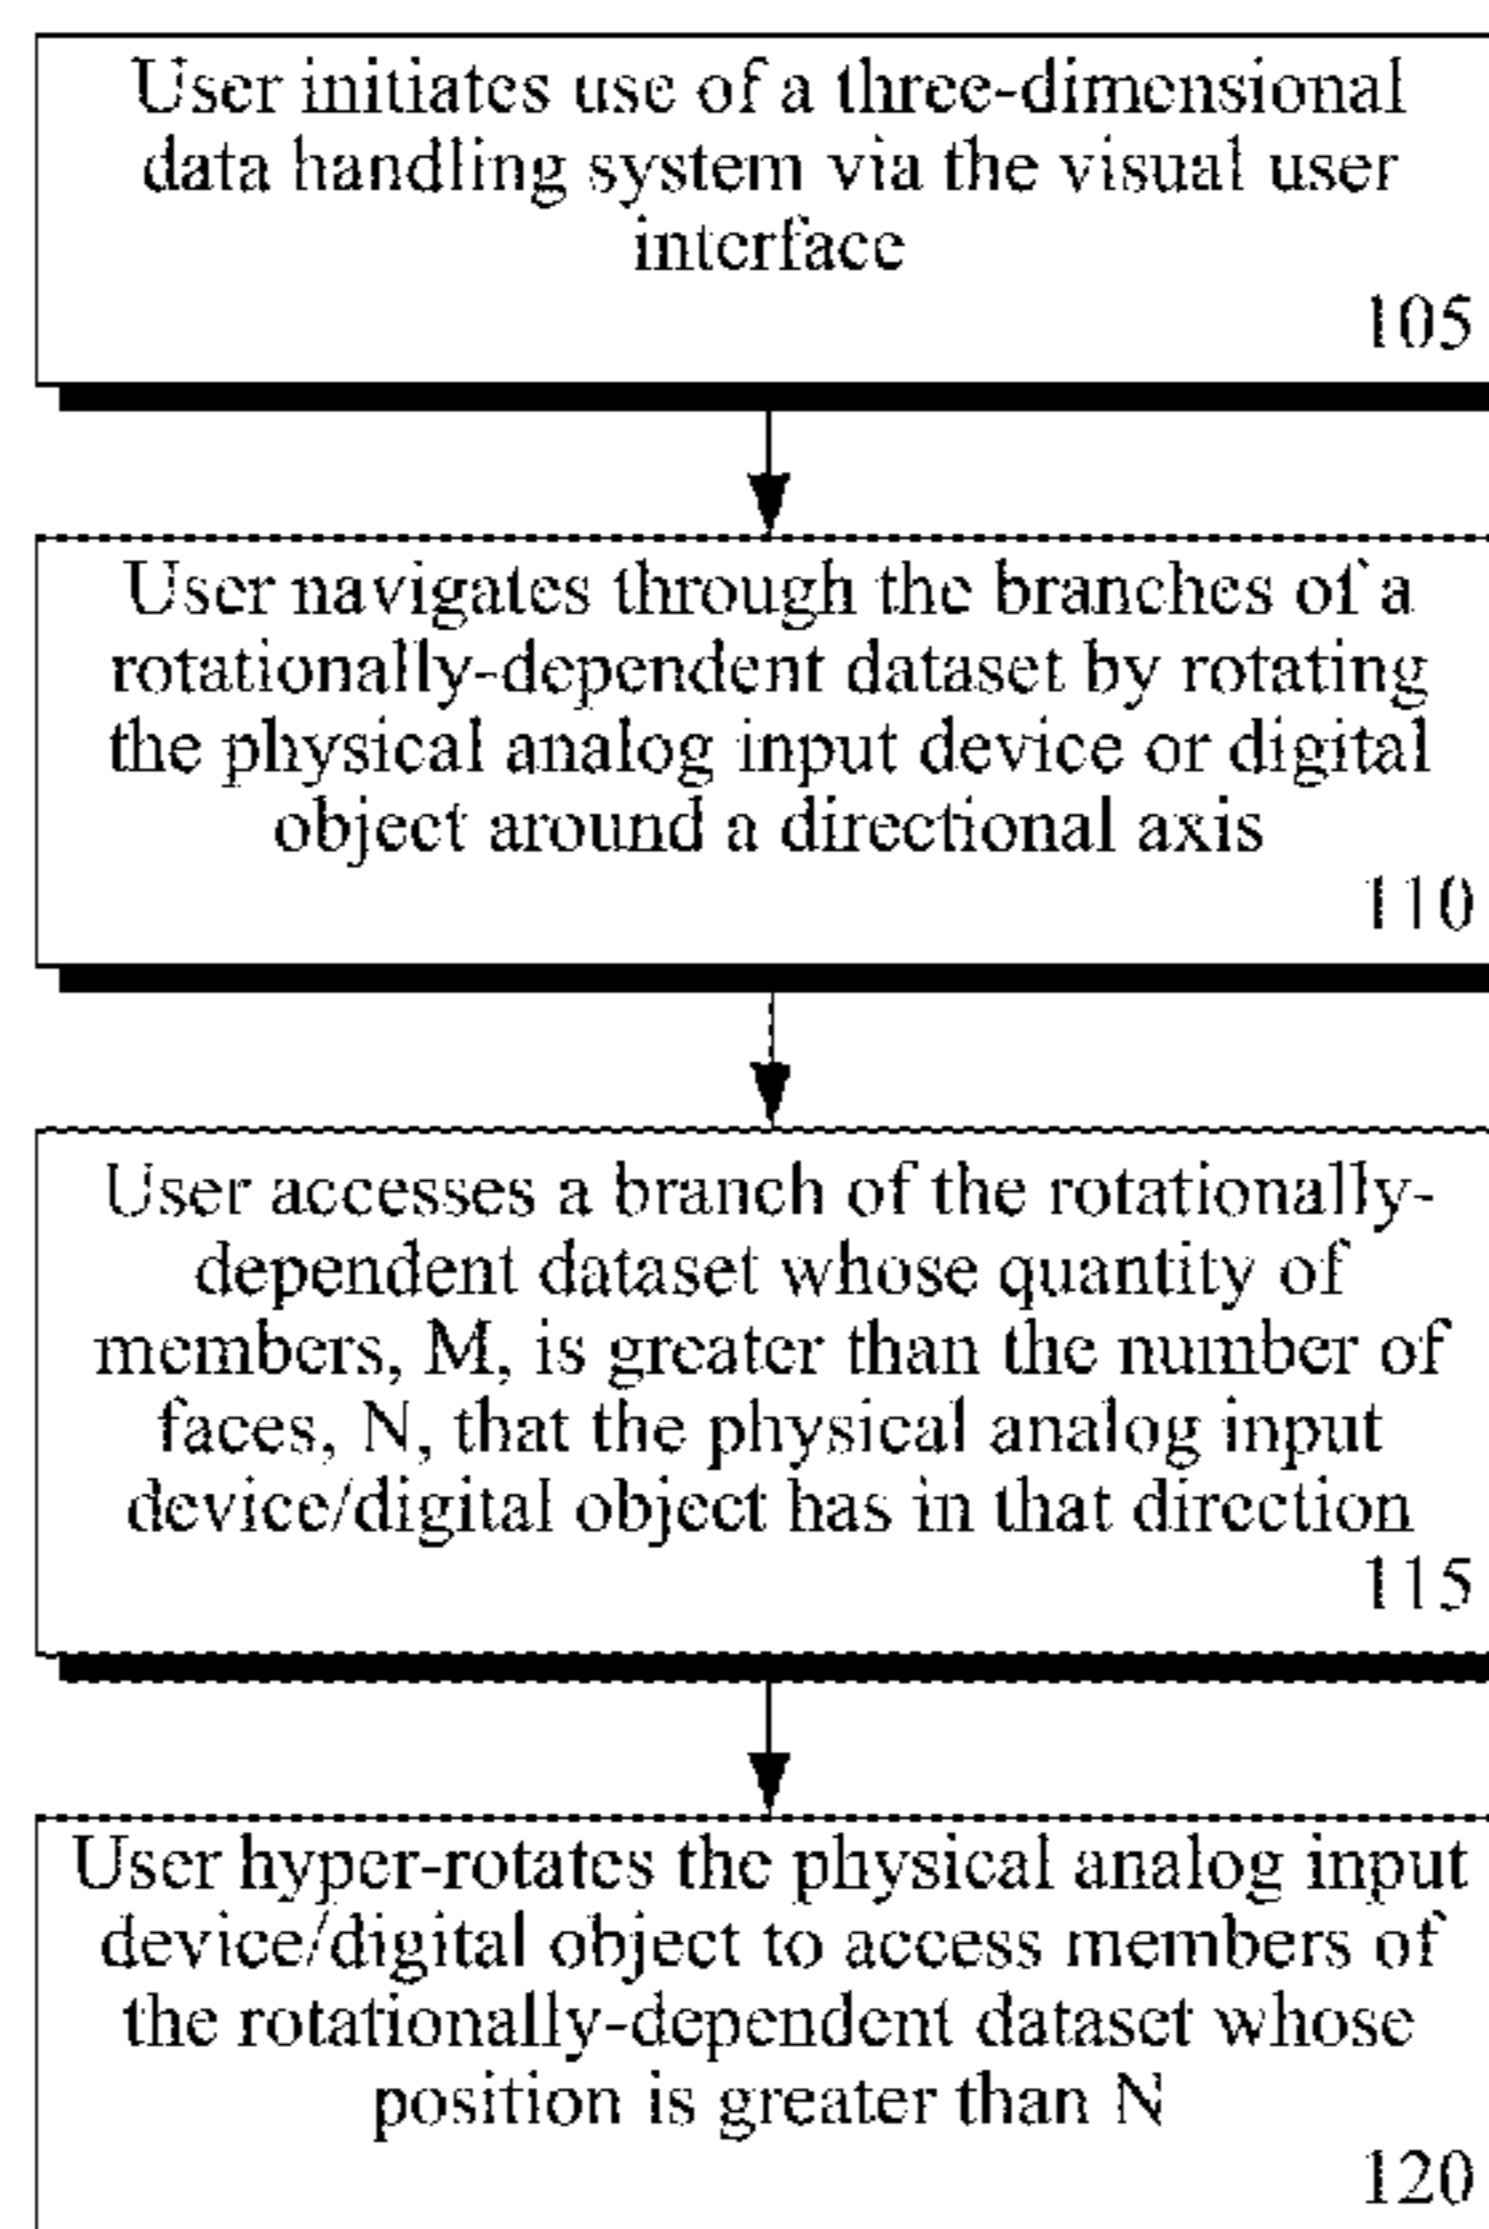 User initiates use of a three-dimensional
data handling system via the visual user
interface
105
User navigates through the branches of a
rotationally-dependent dataset by rotating
the physical analog input device or digital
object around a directional axis
110
User accesses a branch of the rotationally-
dependent dataset whose quantity of
members, M, is greater than the number of
faces, N, that the physical analog input
device/digital object has in that direction
115
User hyper-rotates the physical analog input
device/digital object to access members of
the rotationally-dependent dataset whose
position is greater than N
120